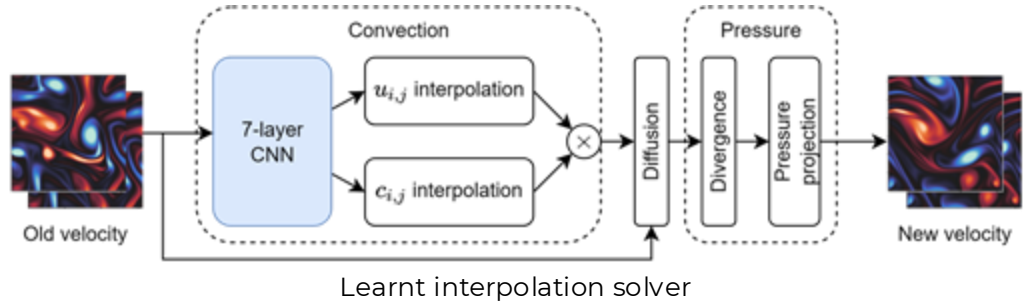 Convection
Pressure
7-layer
CNN
u_{i,j} interpolation
c_{i,j} interpolation
×
Diffusion
Divergence
Pressure
projection
Old velocity
New velocity
Learnt interpolation solver